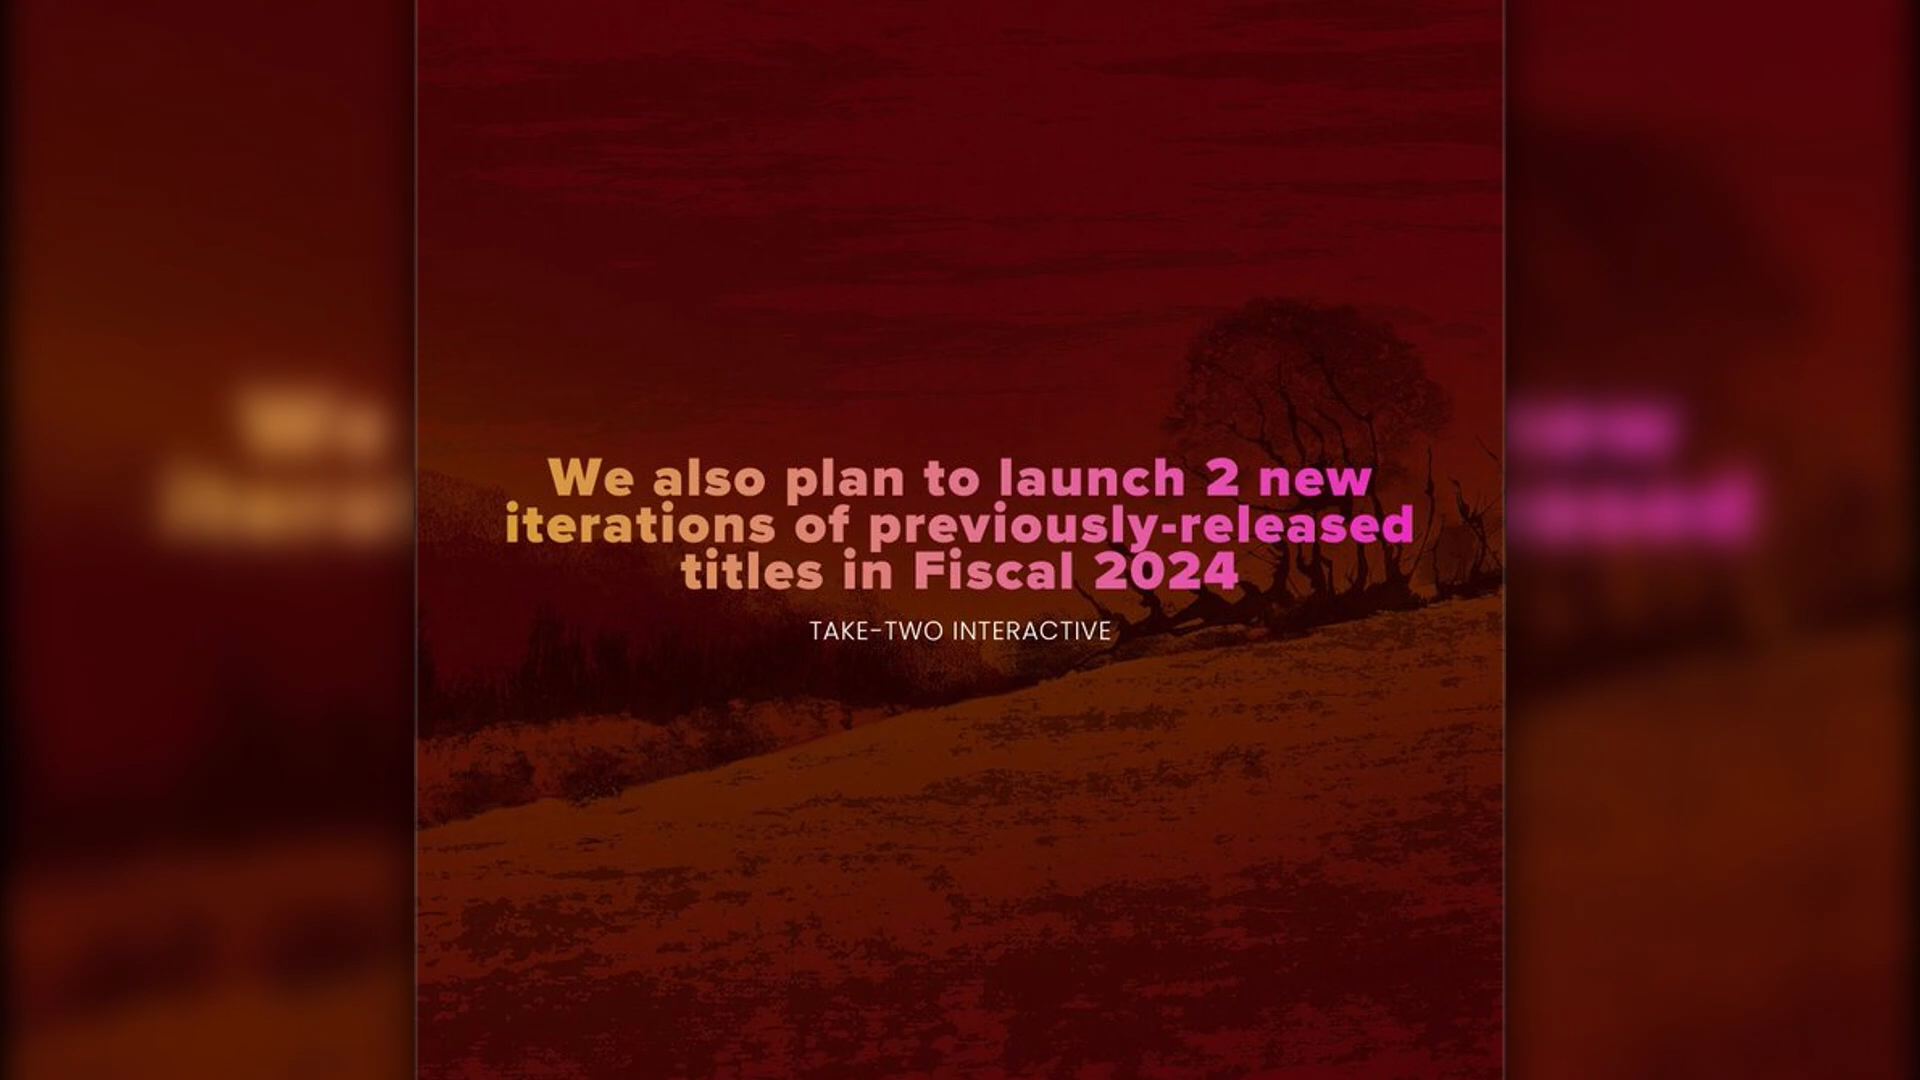 We also plan to launch 2 new
iterations of previously-released
titles in Fiscal 2024
TAKE-TWO INTERACTIVE